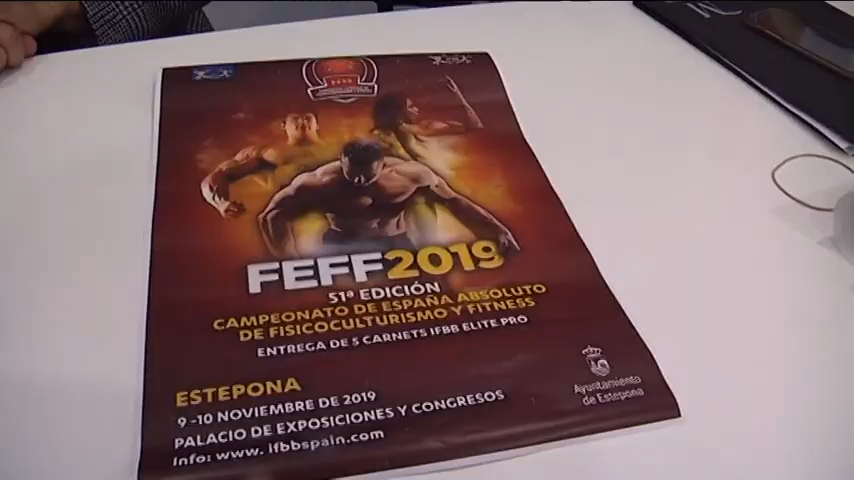 FEFF2019
51ª EDICIÓN
CAMPEONATO DE ESPAÑA ABSOLUTO
DE FISICOCULTURISMO Y FITNESS
ENTREGA DE 5 CARNETS IFBB ELITE PRO
ESTEPONA
9-10 NOVIEMBRE DE 2019
PALACIO DE EXPOSICIONES Y CONGRESOS
Info: www.ifbbspain.com
Ayuntamiento
de Estepona